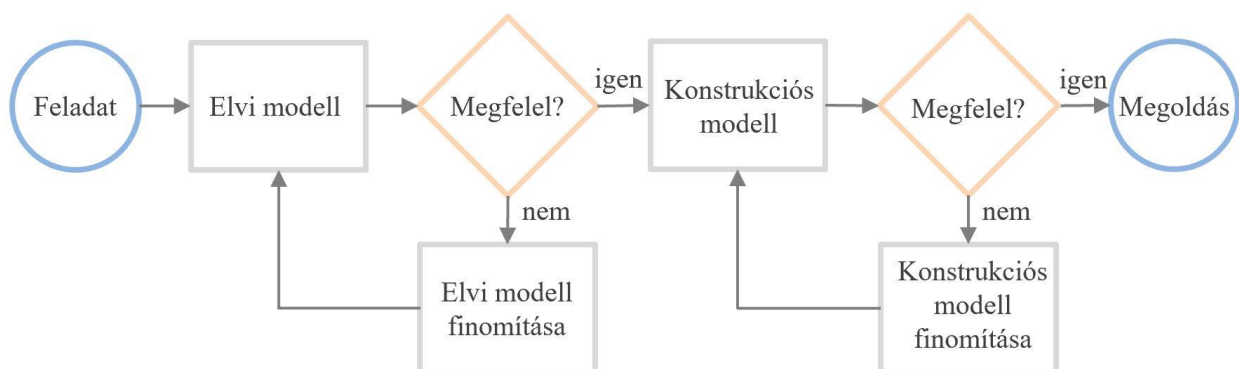 Feladat
Elvi modell
Megfelel?
igen
Konstrukciós
modell
Megfelel?
igen
Megoldás
nem
Elvi modell
finomítása
nem
Konstrukciós
modell
finomítása